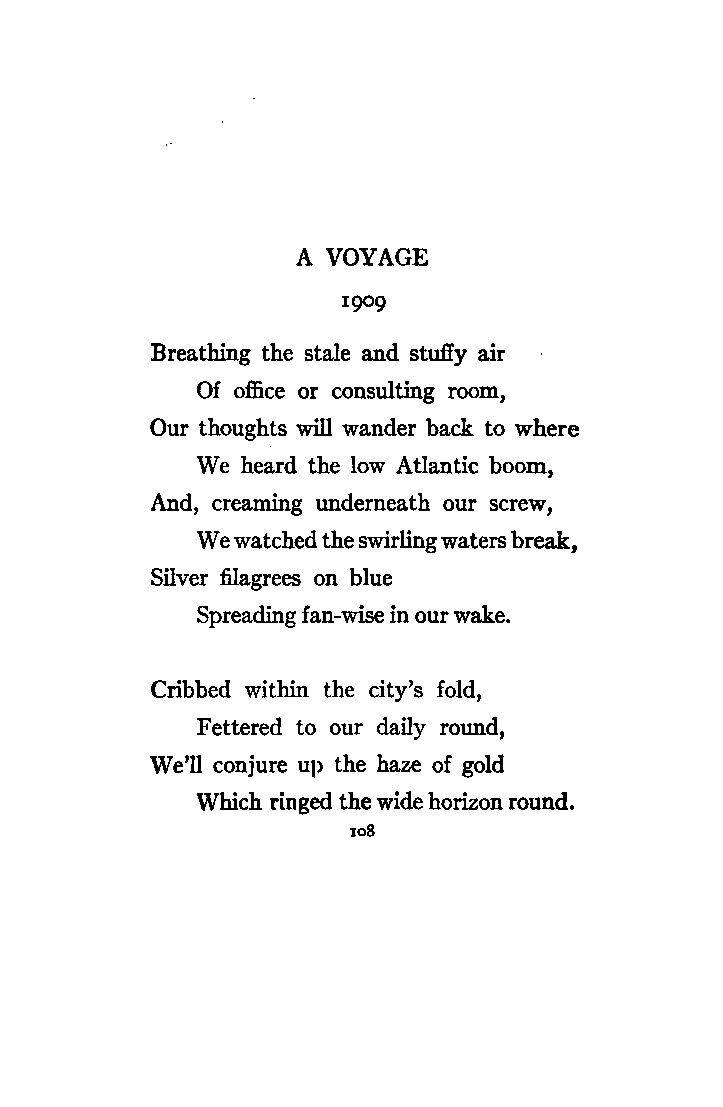 A VOYAGE
1909
Breathing the stale and stuffy air
Of office or consulting room,
Our thoughts will wander back to where
We heard the low Atlantic boom,
And, creaming underneath our screw,
We watched the swirling waters break,
Silver filagrees on blue
Spreading fan-wise in our wake.
Cribbed within the city's fold,
Fettered to our daily round,
We'll conjure up the haze of gold
Which ringed the wide horizon round.
108